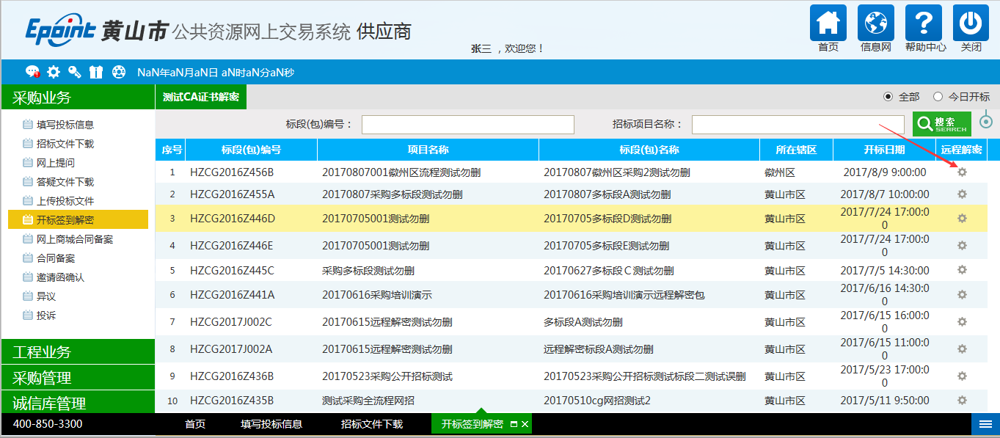 Epoint 黄山市 公共资源网上交易系统 供应商
张三 ，欢迎您！
首页 信息网 帮助中心 关闭
NaN年aN月aN日 aN时aN分aN秒
采购业务
填写投标信息
招标文件下载
网上提问
答疑文件下载
上传投标文件
开标签到解密
网上商城合同备案
合同备案
邀请函确认
异议
投诉
工程业务
采购管理
诚信库管理
测试CA证书解密
全部 今日开标
标段(包)编号： 招标项目名称： 搜索 SEARCH
序号 标段(包)编号 项目名称 标段(包)名称 所在辖区 开标日期 远程解密
1 HZCG2016Z456B 20170807001徽州区流程测试勿删 20170807徽州区采购2测试勿删 徽州区 2017/8/9 9:00:00
2 HZCG2016Z455A 20170807采购多标段测试勿删 20170807多标段A测试勿删 黄山市区 2017/8/7 10:00:00
3 HZCG2016Z446D 20170705001测试勿删 20170705多标段D测试勿删 黄山市区 2017/7/24 17:00:0
0
4 HZCG2016Z446E 20170705001测试勿删 20170705多标段E测试勿删 黄山市区 2017/7/24 17:00:0
0
5 HZCG2016Z445C 采购多标段测试勿删 20170627多标段Ｃ测试勿删 黄山市区 2017/7/5 14:30:00
6 HZCG2016Z441A 20170616采购培训演示 20170616采购培训演示远程解密包 黄山市区 2017/6/16 14:30:0
0
7 HZCG2017J002C 20170615远程解密测试勿删 多标段A测试勿删 黄山市区 2017/6/15 16:00:0
0
8 HZCG2017J002A 20170615远程解密测试勿删 远程解密标段A测试勿删 黄山市区 2017/6/15 11:00:0
0
9 HZCG2016Z436B 20170523采购公开招标测试 20170523采购公开招标测试标段二测试误删 黄山市区 2017/5/23 17:00:0
0
10 HZCG2016Z435B 测试采购全流程网招 20170510cg网招测试2 黄山市区 2017/5/11 9:50:00
400-850-3300 首页 填写投标信息 招标文件下载 开标签到解密